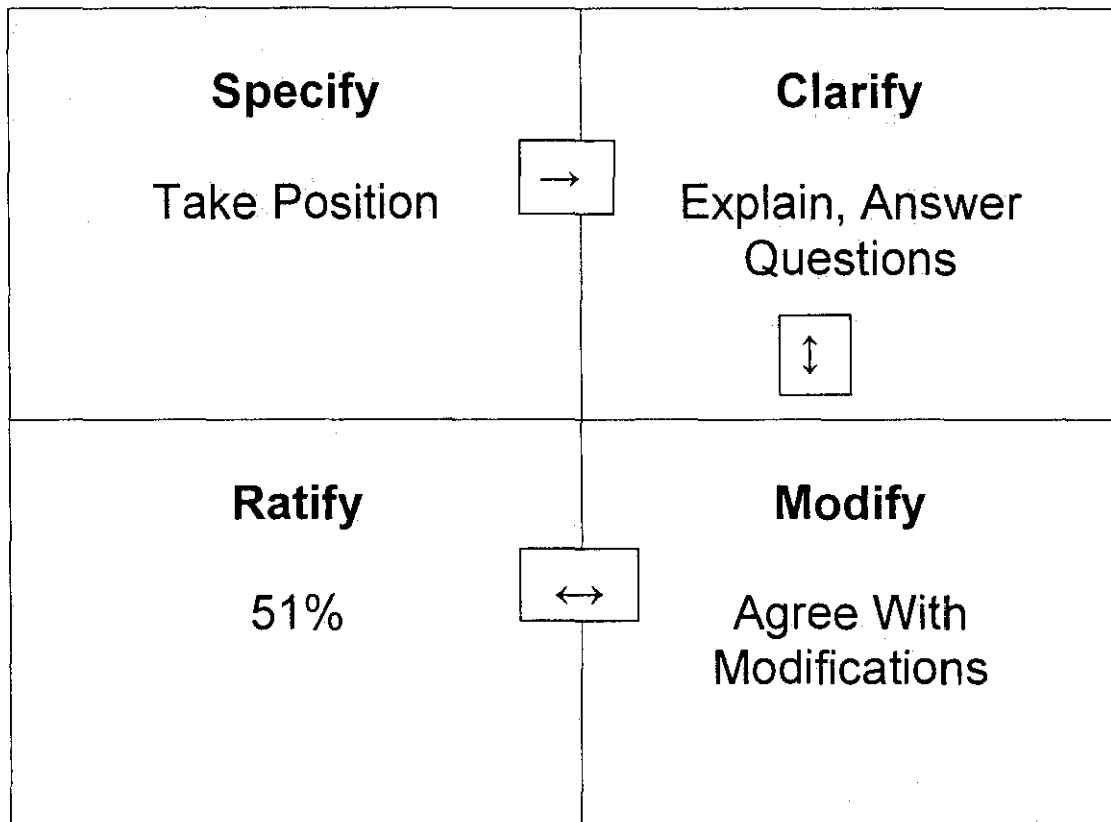 Specify
Take Position
→
Clarify
Explain, Answer
Questions
↕
Ratify
51%
↔
Modify
Agree With
Modifications